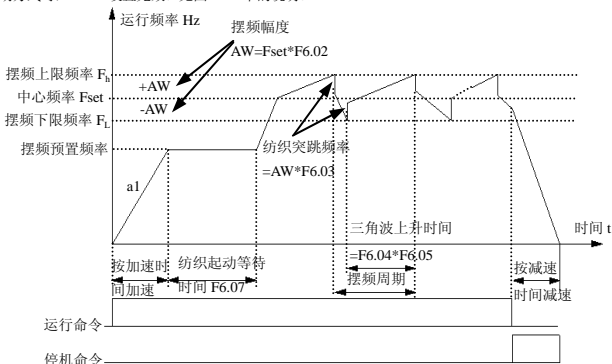 运行频率 Hz
摆频幅度
AW=Fset*F6.02
摆频上限频率 Fh
+AW
中心频率 Fset
-AW
摆频下限频率 FL
摆频预置频率
纺织突跳频率
=AW*F6.03
a1
三角波上升时间
时间 t
=F6.04*F6.05
按加速时
间加速
纺织起动等待
时间 F6.07
摆频周期
按减速
时间减速
运行命令
停机命令